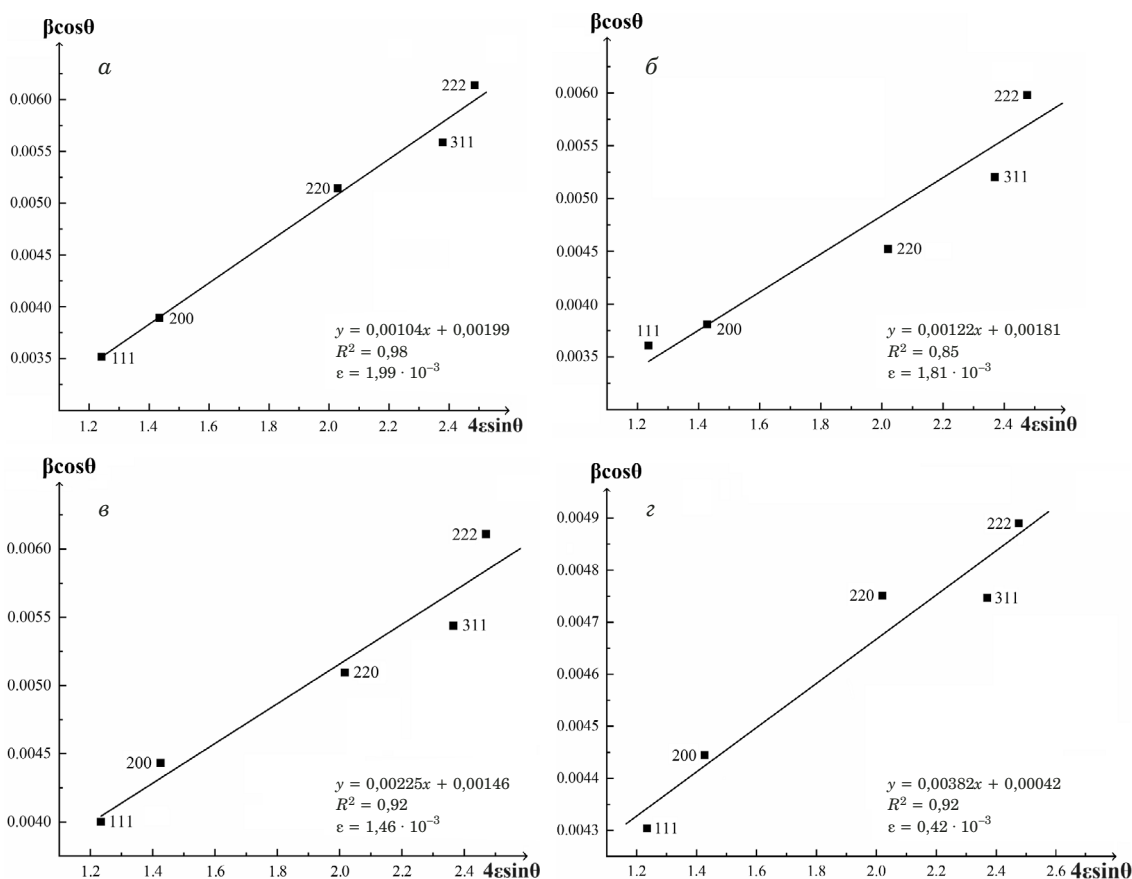 βcosθ
а
0.0060
0.0055
0.0050
0.0045
0.0040
0.0035
222
311
220
200
111
y = 0,00104x + 0,00199
R² = 0,98
ε = 1,99 · 10⁻³
1.2 1.4 1.6 1.8 2.0 2.2 2.4 4εsinθ
βcosθ
б
0.0060
0.0055
0.0050
0.0045
0.0040
0.0035
222
311
220
111
200
y = 0,00122x + 0,00181
R² = 0,85
ε = 1,81 · 10⁻³
1.2 1.4 1.6 1.8 2.0 2.2 2.4 4εsinθ
βcosθ
в
0.0060
0.0055
0.0050
0.0045
0.0040
222
311
220
200
111
y = 0,00225x + 0,00146
R² = 0,92
ε = 1,46 · 10⁻³
1.2 1.4 1.6 1.8 2.0 2.2 2.4 4εsinθ
βcosθ
г
0.0049
0.0048
0.0047
0.0046
0.0045
0.0044
0.0043
222
220
311
200
111
y = 0,00382x + 0,00042
R² = 0,92
ε = 0,42 · 10⁻³
1.2 1.4 1.6 1.8 2.0 2.2 2.4 2.6 4εsinθ